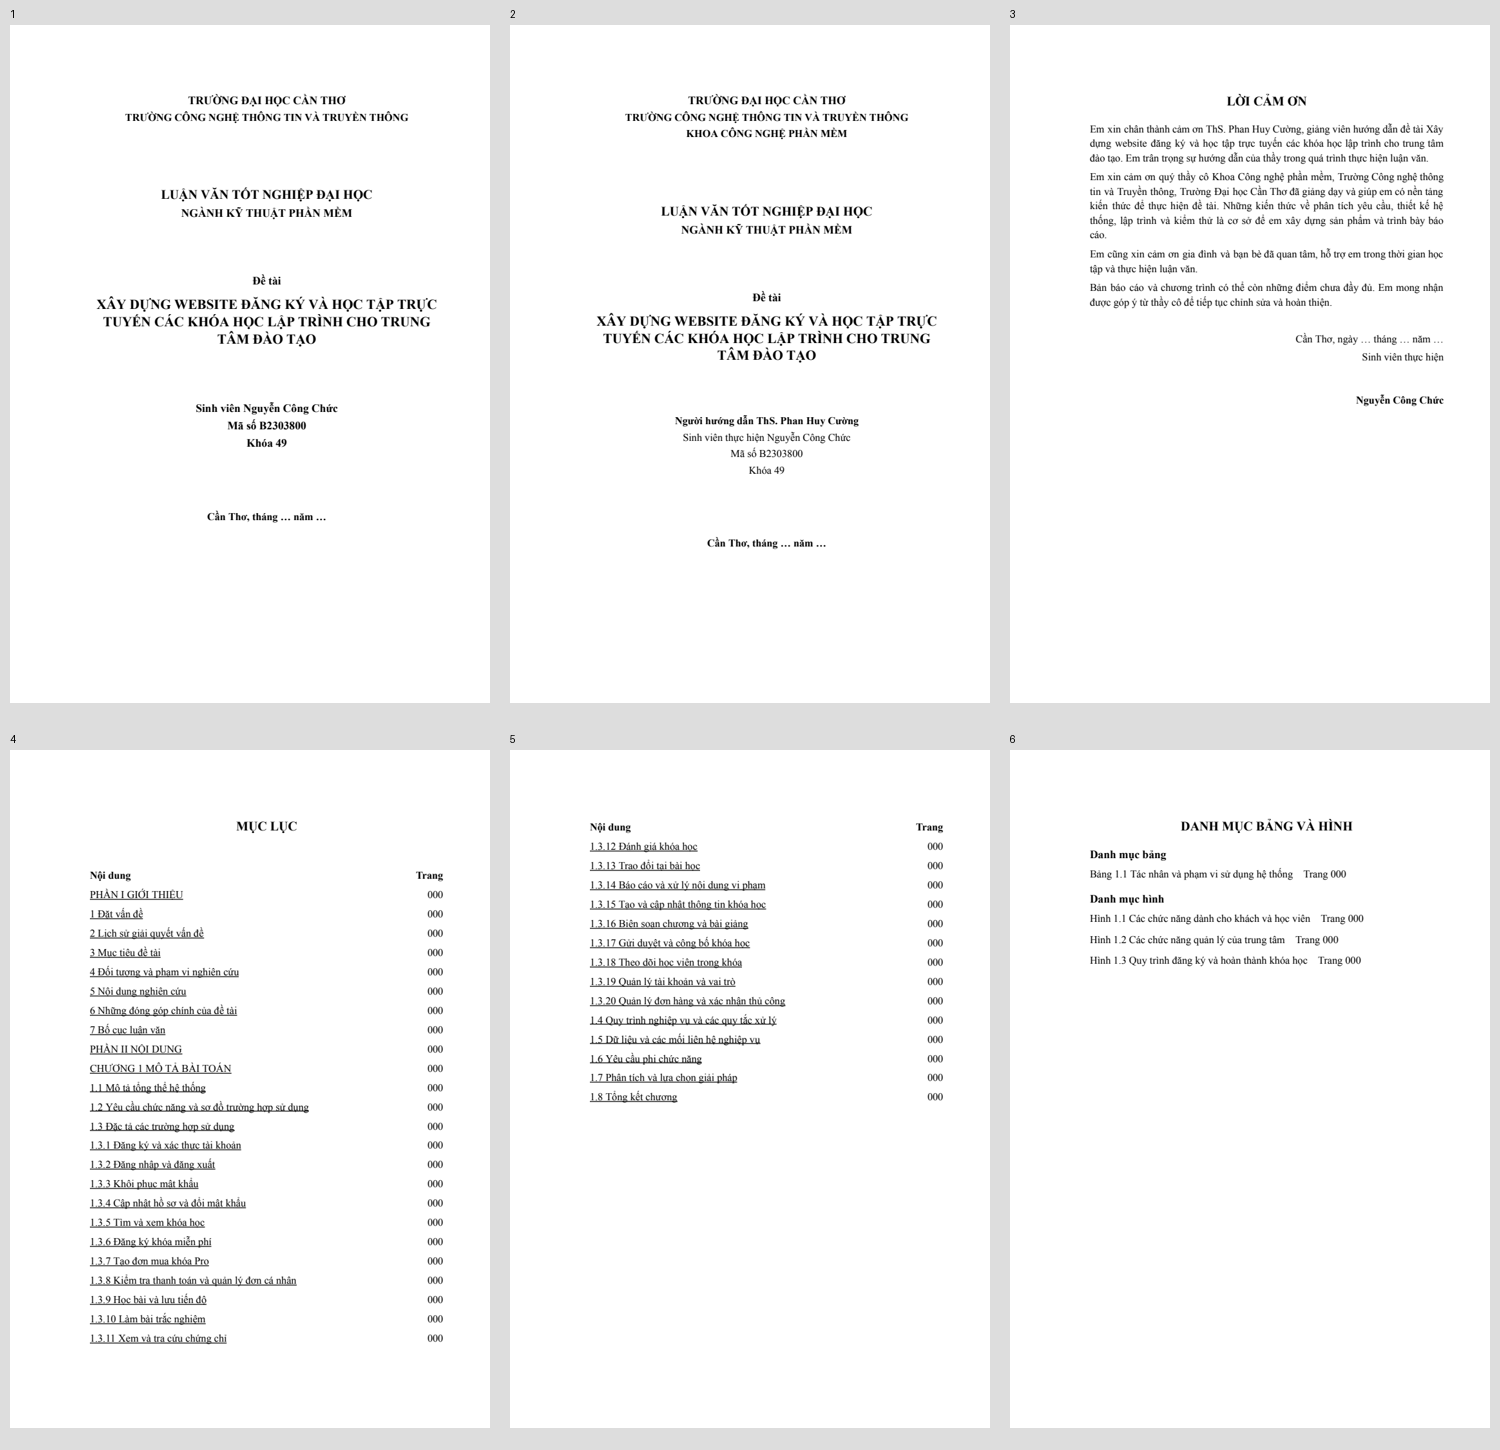 1
TRƯỜNG ĐẠI HỌC CẦN THƠ
TRƯỜNG CÔNG NGHỆ THÔNG TIN VÀ TRUYỀN THÔNG
LUẬN VĂN TỐT NGHIỆP ĐẠI HỌC
NGÀNH KỸ THUẬT PHẦN MỀM
Đề tài
XÂY DỰNG WEBSITE ĐĂNG KÝ VÀ HỌC TẬP TRỰC
TUYẾN CÁC KHÓA HỌC LẬP TRÌNH CHO TRUNG
TÂM ĐÀO TẠO
Sinh viên Nguyễn Công Chức
Mã số B2303800
Khóa 49
Cần Thơ, tháng … năm …
2
TRƯỜNG ĐẠI HỌC CẦN THƠ
TRƯỜNG CÔNG NGHỆ THÔNG TIN VÀ TRUYỀN THÔNG
KHOA CÔNG NGHỆ PHẦN MỀM
LUẬN VĂN TỐT NGHIỆP ĐẠI HỌC
NGÀNH KỸ THUẬT PHẦN MỀM
Đề tài
XÂY DỰNG WEBSITE ĐĂNG KÝ VÀ HỌC TẬP TRỰC
TUYẾN CÁC KHÓA HỌC LẬP TRÌNH CHO TRUNG
TÂM ĐÀO TẠO
Người hướng dẫn ThS. Phan Huy Cường
Sinh viên thực hiện Nguyễn Công Chức
Mã số B2303800
Khóa 49
Cần Thơ, tháng … năm …
3
LỜI CẢM ƠN
Em xin chân thành cảm ơn ThS. Phan Huy Cường, giảng viên hướng dẫn đề tài Xây
dựng website đăng ký và học tập trực tuyến các khóa học lập trình cho trung tâm
đào tạo. Em trân trọng sự hướng dẫn của thầy trong quá trình thực hiện luận văn.
Em xin cảm ơn quý thầy cô Khoa Công nghệ phần mềm, Trường Công nghệ thông
tin và Truyền thông, Trường Đại học Cần Thơ đã giảng dạy và giúp em có nền tảng
kiến thức để thực hiện đề tài. Những kiến thức về phân tích yêu cầu, thiết kế hệ
thống, lập trình và kiểm thử là cơ sở để em xây dựng sản phẩm và trình bày báo
cáo.
Em cũng xin cảm ơn gia đình và bạn bè đã quan tâm, hỗ trợ em trong thời gian học
tập và thực hiện luận văn.
Bản báo cáo và chương trình có thể còn những điểm chưa đầy đủ. Em mong nhận
được góp ý từ thầy cô để tiếp tục chỉnh sửa và hoàn thiện.
Cần Thơ, ngày … tháng … năm …
Sinh viên thực hiện
Nguyễn Công Chức
4
MỤC LỤC
Nội dung Trang
PHẦN I GIỚI THIỆU 000
1 Đặt vấn đề 000
2 Lịch sử giải quyết vấn đề 000
3 Mục tiêu đề tài 000
4 Đối tượng và phạm vi nghiên cứu 000
5 Nội dung nghiên cứu 000
6 Những đóng góp chính của đề tài 000
7 Bố cục luận văn 000
PHẦN II NỘI DUNG 000
CHƯƠNG 1 MÔ TẢ BÀI TOÁN 000
1.1 Mô tả tổng thể hệ thống 000
1.2 Yêu cầu chức năng và sơ đồ trường hợp sử dụng 000
1.3 Đặc tả các trường hợp sử dụng 000
1.3.1 Đăng ký và xác thực tài khoản 000
1.3.2 Đăng nhập và đăng xuất 000
1.3.3 Khôi phục mật khẩu 000
1.3.4 Cập nhật hồ sơ và đổi mật khẩu 000
1.3.5 Tìm và xem khóa học 000
1.3.6 Đăng ký khóa miễn phí 000
1.3.7 Tạo đơn mua khóa Pro 000
1.3.8 Kiểm tra thanh toán và quản lý đơn cá nhân 000
1.3.9 Học bài và lưu tiến độ 000
1.3.10 Làm bài trắc nghiệm 000
1.3.11 Xem và tra cứu chứng chỉ 000
5
Nội dung Trang
1.3.12 Đánh giá khóa học 000
1.3.13 Trao đổi tại bài học 000
1.3.14 Báo cáo và xử lý nội dung vi phạm 000
1.3.15 Tạo và cập nhật thông tin khóa học 000
1.3.16 Biên soạn chương và bài giảng 000
1.3.17 Gửi duyệt và công bố khóa học 000
1.3.18 Theo dõi học viên trong khóa 000
1.3.19 Quản lý tài khoản và vai trò 000
1.3.20 Quản lý đơn hàng và xác nhận thủ công 000
1.4 Quy trình nghiệp vụ và các quy tắc xử lý 000
1.5 Dữ liệu và các mối liên hệ nghiệp vụ 000
1.6 Yêu cầu phi chức năng 000
1.7 Phân tích và lựa chọn giải pháp 000
1.8 Tổng kết chương 000
6
DANH MỤC BẢNG VÀ HÌNH
Danh mục bảng
Bảng 1.1 Tác nhân và phạm vi sử dụng hệ thống Trang 000
Danh mục hình
Hình 1.1 Các chức năng dành cho khách và học viên Trang 000
Hình 1.2 Các chức năng quản lý của trung tâm Trang 000
Hình 1.3 Quy trình đăng ký và hoàn thành khóa học Trang 000